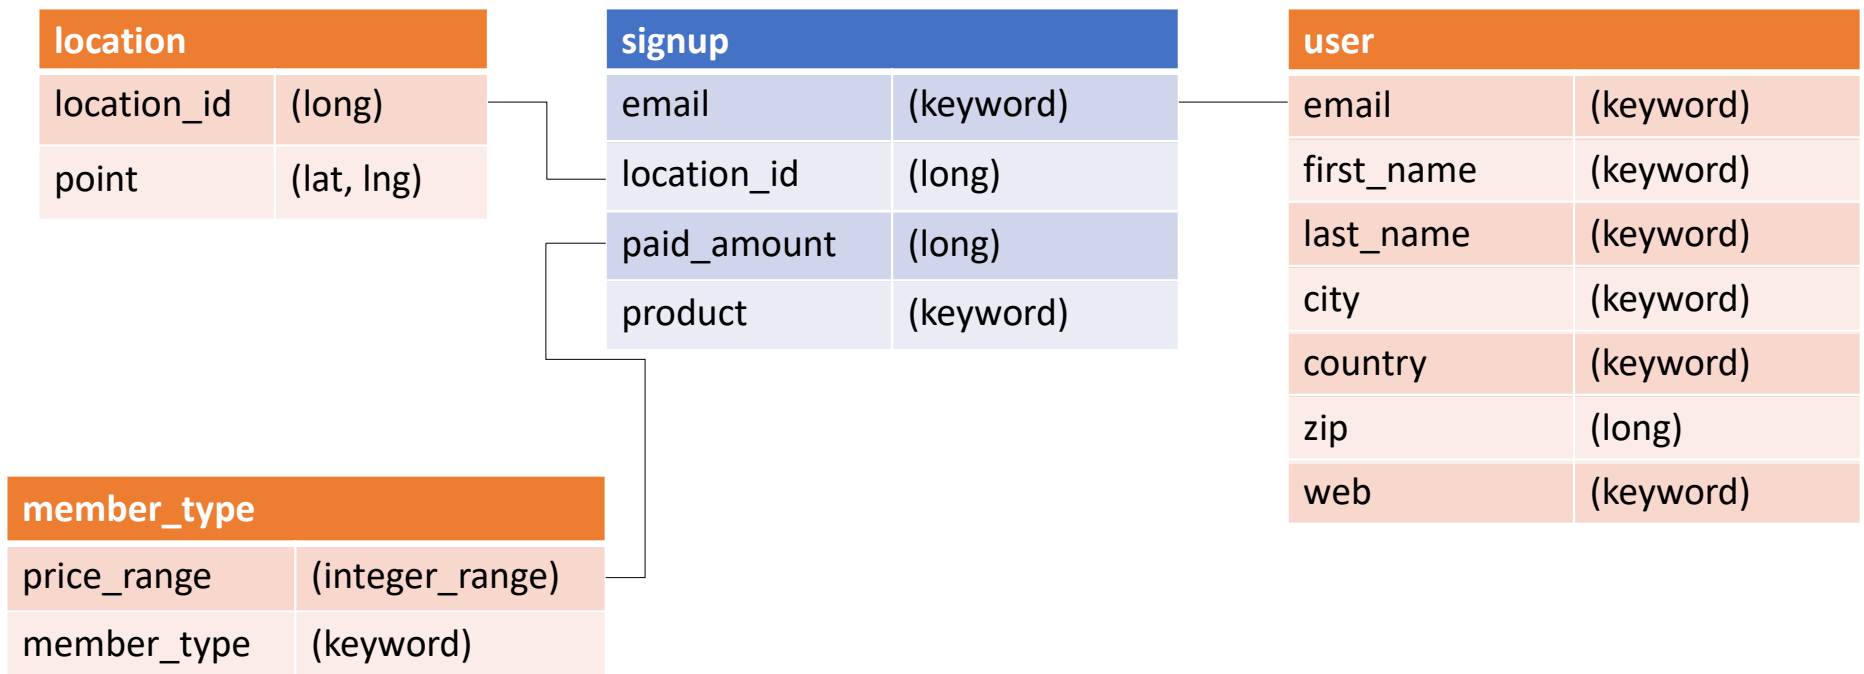 location
location_id (long)
point (lat, lng)
signup
email (keyword)
location_id (long)
paid_amount (long)
product (keyword)
user
email (keyword)
first_name (keyword)
last_name (keyword)
city (keyword)
country (keyword)
zip (long)
web (keyword)
member_type
price_range (integer_range)
member_type (keyword)